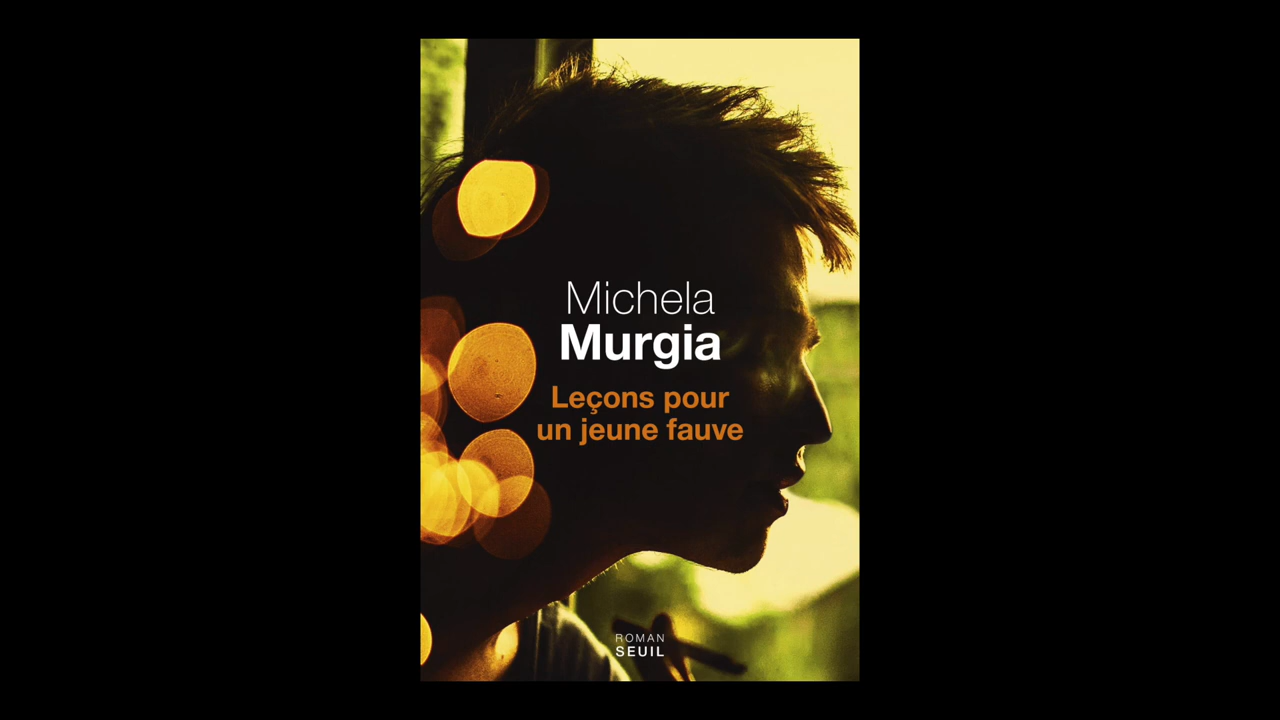 Michela
Murgia
Leçons pour
un jeune fauve
ROMAN
SEUIL